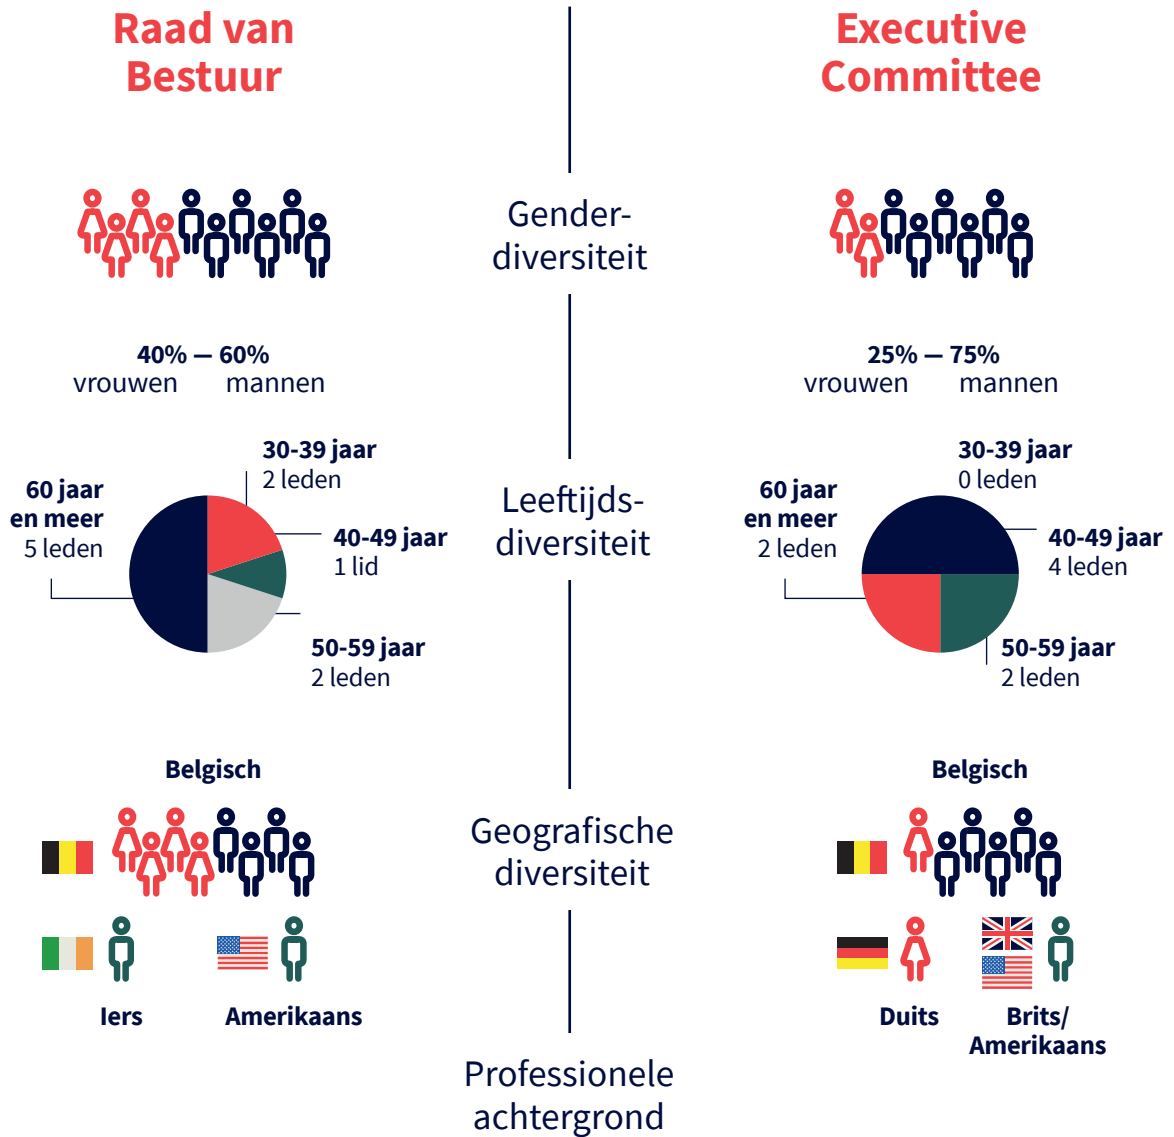 Raad van
Bestuur
Executive
Committee
Gender-
diversiteit
40% — 60%
vrouwen mannen
25% — 75%
vrouwen mannen
Leeftijds-
diversiteit
30-39 jaar
2 leden
40-49 jaar
1 lid
50-59 jaar
2 leden
60 jaar
en meer
5 leden
30-39 jaar
0 leden
40-49 jaar
4 leden
50-59 jaar
2 leden
60 jaar
en meer
2 leden
Geografische
diversiteit
Belgisch
Iers
Amerikaans
Belgisch
Duits
Brits/
Amerikaans
Professionele
achtergrond